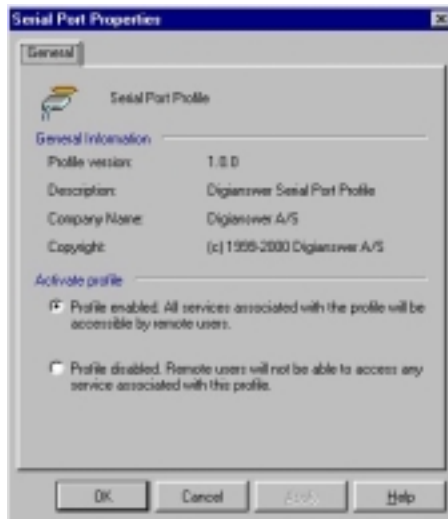 Serial Port Properties
General
Serial Port Profile
General Information
Profile version: 1.0.0
Description: Digianswer Serial Port Profile
Company Name: Digianswer A/S
Copyright: (c) 1999-2000 Digianswer A/S
Activate profile
Profile enabled. All services associated with the profile will be
accessible by remote users.
Profile disabled. Remote users will not be able to access any
service associated with this profile.
OK Cancel Apply Help